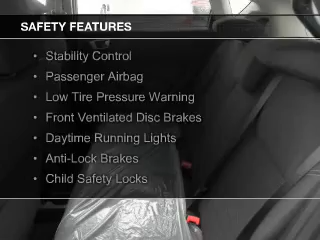 SAFETY FEATURES
• Stability Control
• Passenger Airbag
• Low Tire Pressure Warning
• Front Ventilated Disc Brakes
• Daytime Running Lights
• Anti-Lock Brakes
• Child Safety Locks